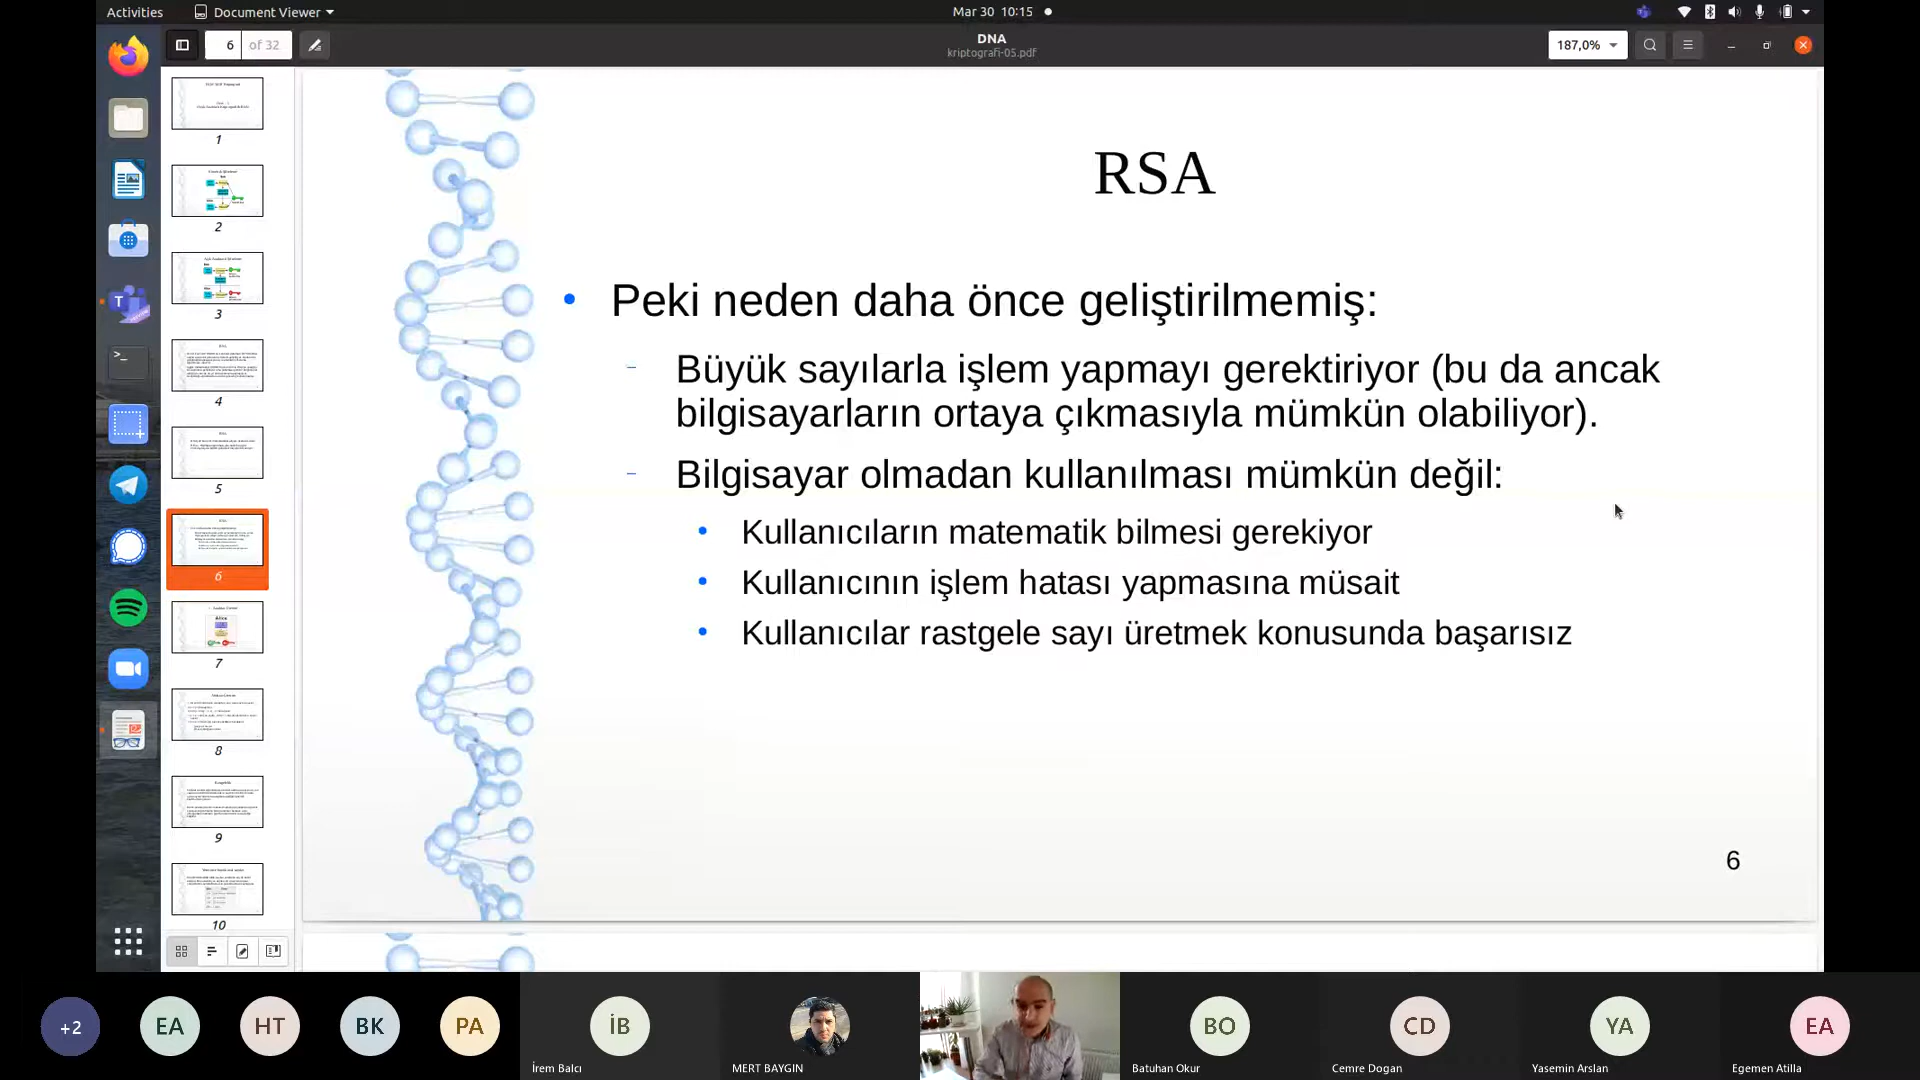 Activities
Document Viewer
Mar 30 10:15
6 of 32
DNA
kriptografi-05.pdf
187,0%
1
2
3
4
5
6
7
8
9
10
RSA
Peki neden daha önce geliştirilmemiş:
Büyük sayılarla işlem yapmayı gerektiriyor (bu da ancak
bilgisayarların ortaya çıkmasıyla mümkün olabiliyor).
Bilgisayar olmadan kullanılması mümkün değil:
Kullanıcıların matematik bilmesi gerekiyor
Kullanıcının işlem hatası yapmasına müsait
Kullanıcılar rastgele sayı üretmek konusunda başarısız
6
+2
EA
HT
BK
PA
İB
BO
CD
YA
EA
İrem Balcı
MERT BAYGIN
Batuhan Okur
Cemre Dogan
Yasemin Arslan
Egemen Atilla